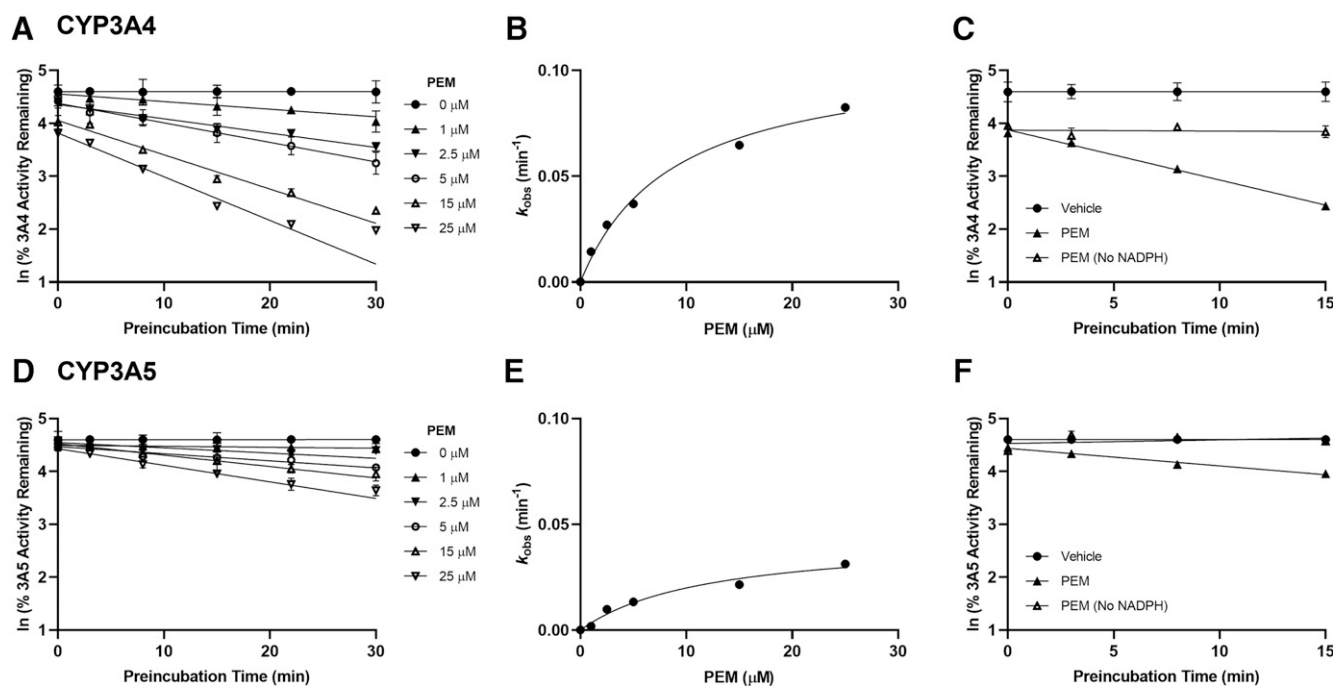 A CYP3A4
ln (% 3A4 Activity Remaining)
5
4
3
2
1
0 10 20 30
Preincubation Time (min)
PEM
0 μM
1 μM
2.5 μM
5 μM
15 μM
25 μM
B
kobs (min-1)
0.10
0.05
0.00
0 10 20 30
PEM (μM)
C
ln (% 3A4 Activity Remaining)
5
4
3
2
1
Vehicle
PEM
PEM (No NADPH)
0 5 10 15
Preincubation Time (min)
D CYP3A5
ln (% 3A5 Activity Remaining)
5
4
3
2
1
0 10 20 30
Preincubation Time (min)
PEM
0 μM
1 μM
2.5 μM
5 μM
15 μM
25 μM
E
kobs (min-1)
0.10
0.05
0.00
0 10 20 30
PEM (μM)
F
ln (% 3A5 Activity Remaining)
5
4
3
2
1
Vehicle
PEM
PEM (No NADPH)
0 5 10 15
Preincubation Time (min)